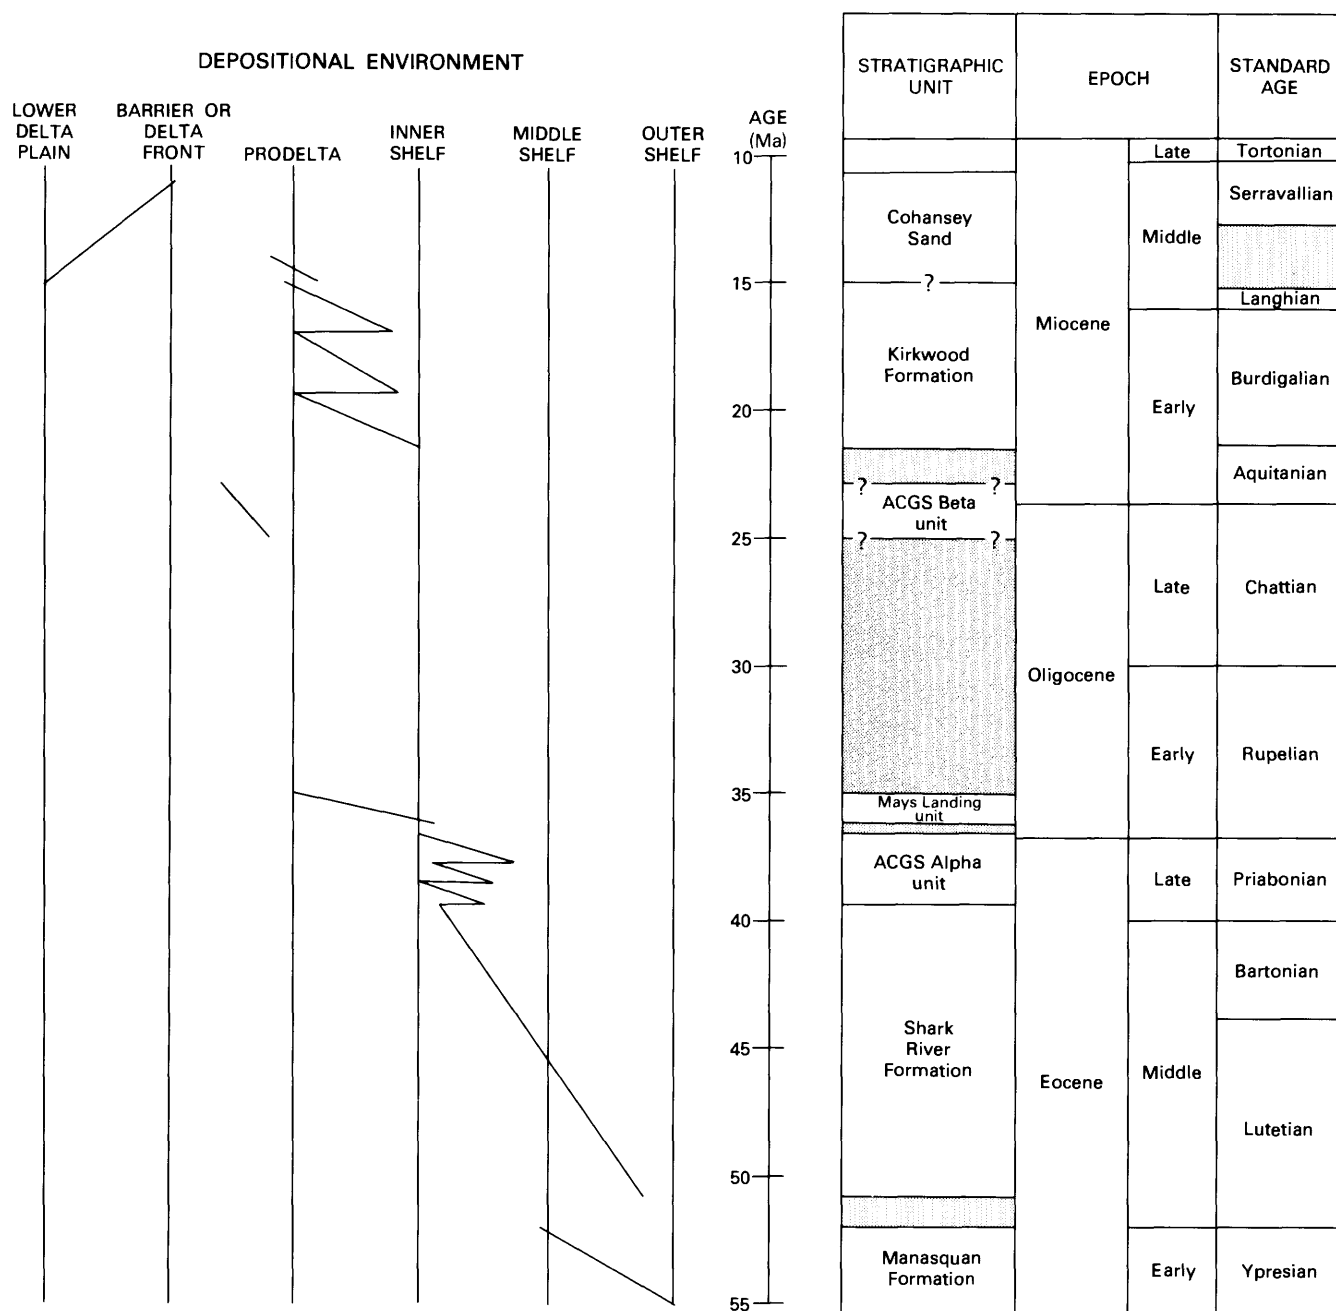 DEPOSITIONAL ENVIRONMENT
LOWER
DELTA
PLAIN
BARRIER OR
DELTA
FRONT
PRODELTA
INNER
SHELF
MIDDLE
SHELF
OUTER
SHELF
AGE
(Ma)
10
15
20
25
30
35
40
45
50
55
STRATIGRAPHIC
UNIT
EPOCH
STANDARD
AGE
Cohansey
Sand
?
Kirkwood
Formation
? ?
ACGS Beta
unit
? ?
Mays Landing
unit
ACGS Alpha
unit
Shark
River
Formation
Manasquan
Formation
Miocene
Oligocene
Eocene
Late
Middle
Early
Late
Early
Late
Middle
Early
Tortonian
Serravallian
Langhian
Burdigalian
Aquitanian
Chattian
Rupelian
Priabonian
Bartonian
Lutetian
Ypresian